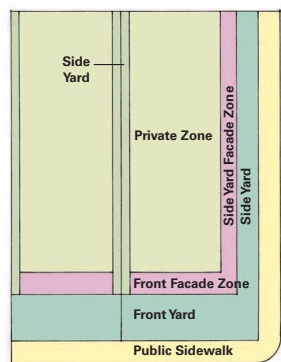 Side
Yard
Private Zone
Side Yard Facade Zone
Side Yard
Front Facade Zone
Front Yard
Public Sidewalk